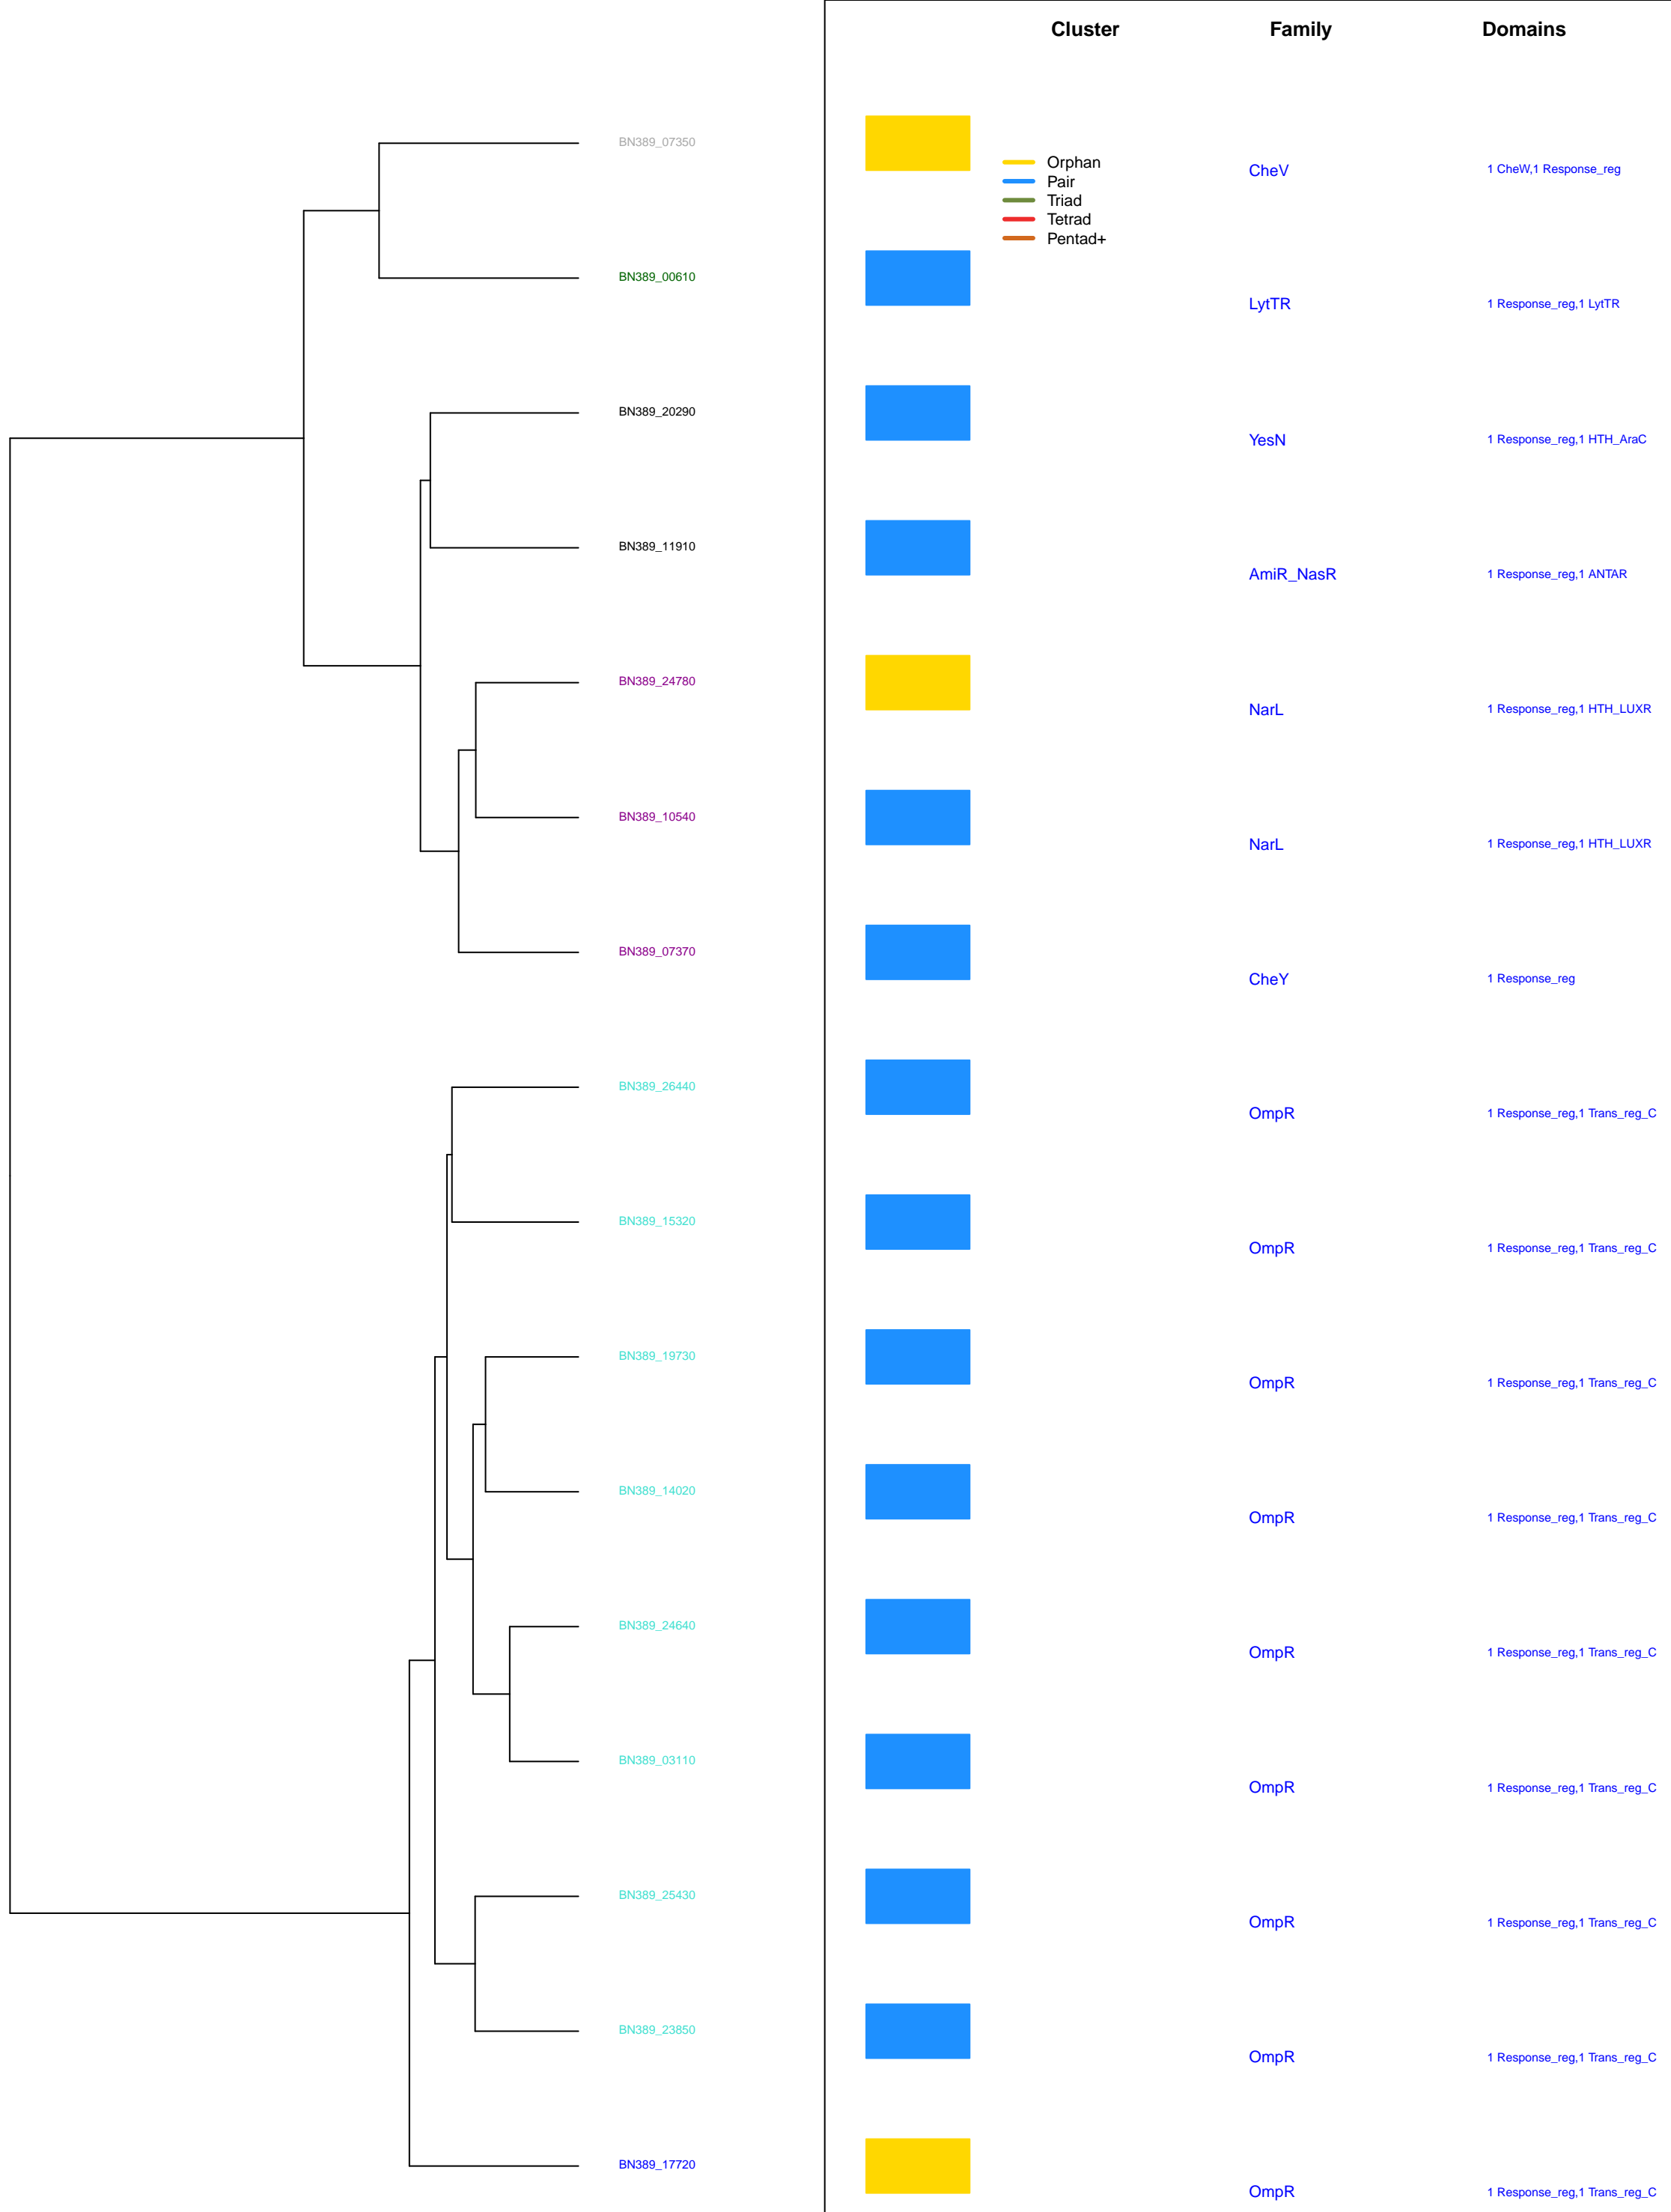 Cluster Family Domains
BN389_07350
Orphan
CheV 1 CheW,1 Response_reg
Pair
Triad
Tetrad
Pentad+
BN389_00610
LytTR 1 Response_reg,1 LytTR
BN389_20290
YesN 1 Response_reg,1 HTH_AraC
BN389_11910
AmiR_NasR 1 Response_reg,1 ANTAR
BN389_24780
NarL 1 Response_reg,1 HTH_LUXR
BN389_10540
NarL 1 Response_reg,1 HTH_LUXR
BN389_07370
CheY 1 Response_reg
BN389_26440
OmpR 1 Response_reg,1 Trans_reg_C
BN389_15320
OmpR 1 Response_reg,1 Trans_reg_C
BN389_19730
OmpR 1 Response_reg,1 Trans_reg_C
BN389_14020
OmpR 1 Response_reg,1 Trans_reg_C
BN389_24640
OmpR 1 Response_reg,1 Trans_reg_C
BN389_03110
OmpR 1 Response_reg,1 Trans_reg_C
BN389_25430
OmpR 1 Response_reg,1 Trans_reg_C
BN389_23850
OmpR 1 Response_reg,1 Trans_reg_C
BN389_17720
OmpR 1 Response_reg,1 Trans_reg_C